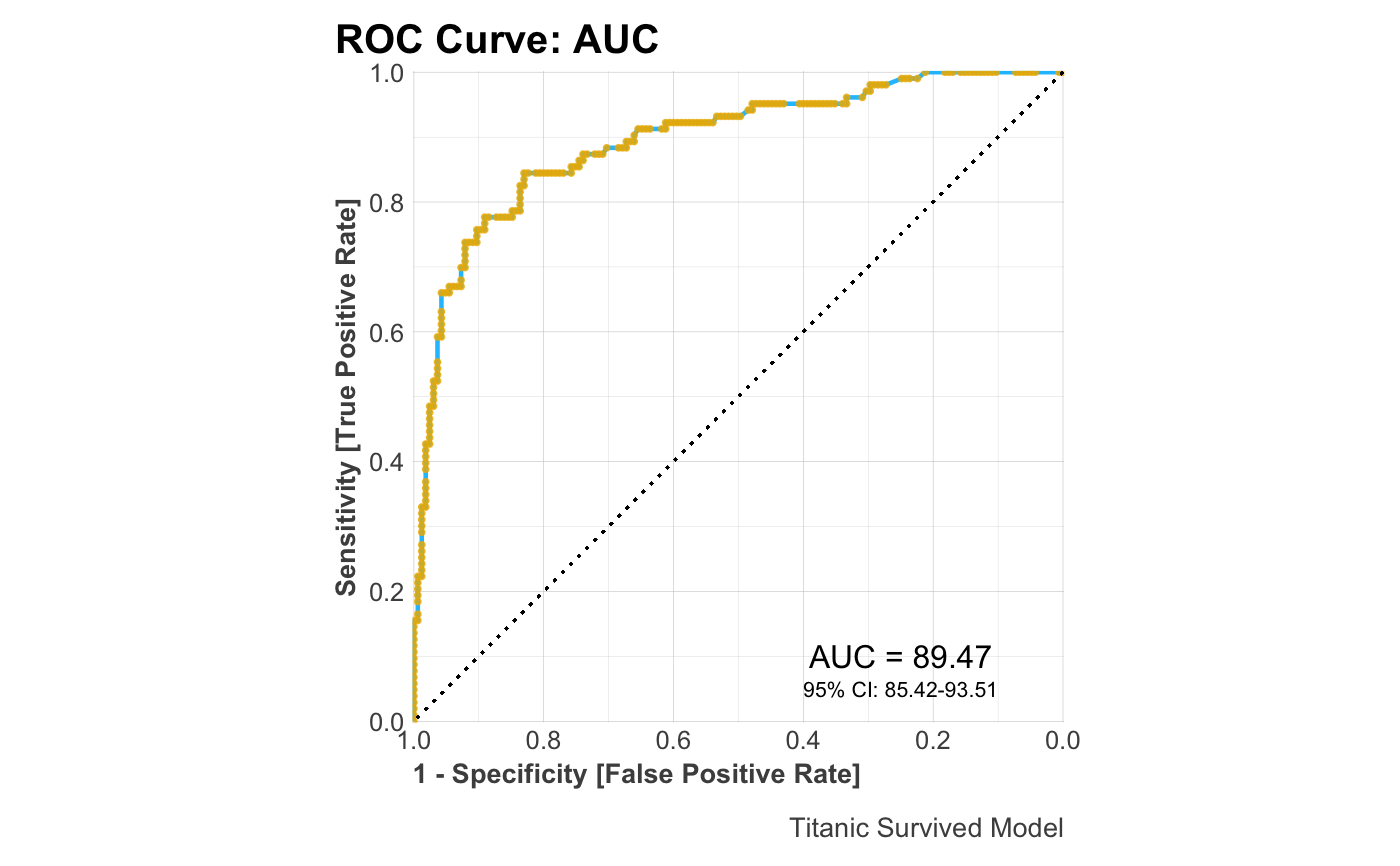 ROC Curve: AUC
Sensitivity [True Positive Rate]
1.0
0.8
0.6
0.4
0.2
0.0
AUC = 89.47
95% CI: 85.42-93.51
1.0 0.8 0.6 0.4 0.2 0.0
1 - Specificity [False Positive Rate]
Titanic Survived Model